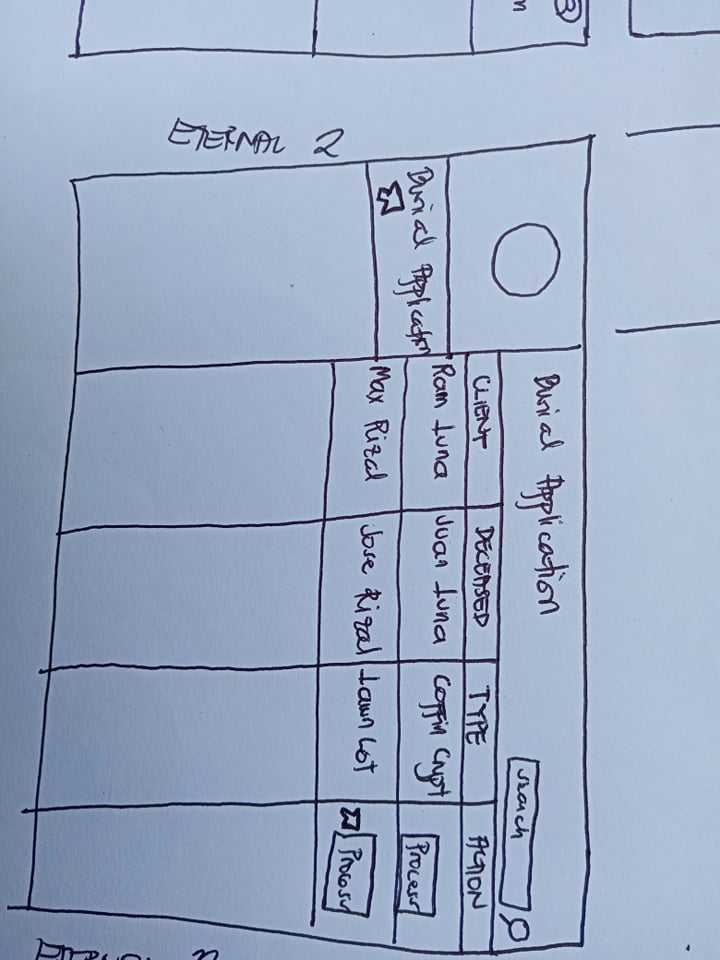 3
n
Burial Application
Search
CLIENT DECEASED TYPE ACTION
Ram Luna Juan Luna Coffin Crypt Process
Burial Application
Max Rizal Jose Rizal Lawn Lot Process
ETERNAL 2